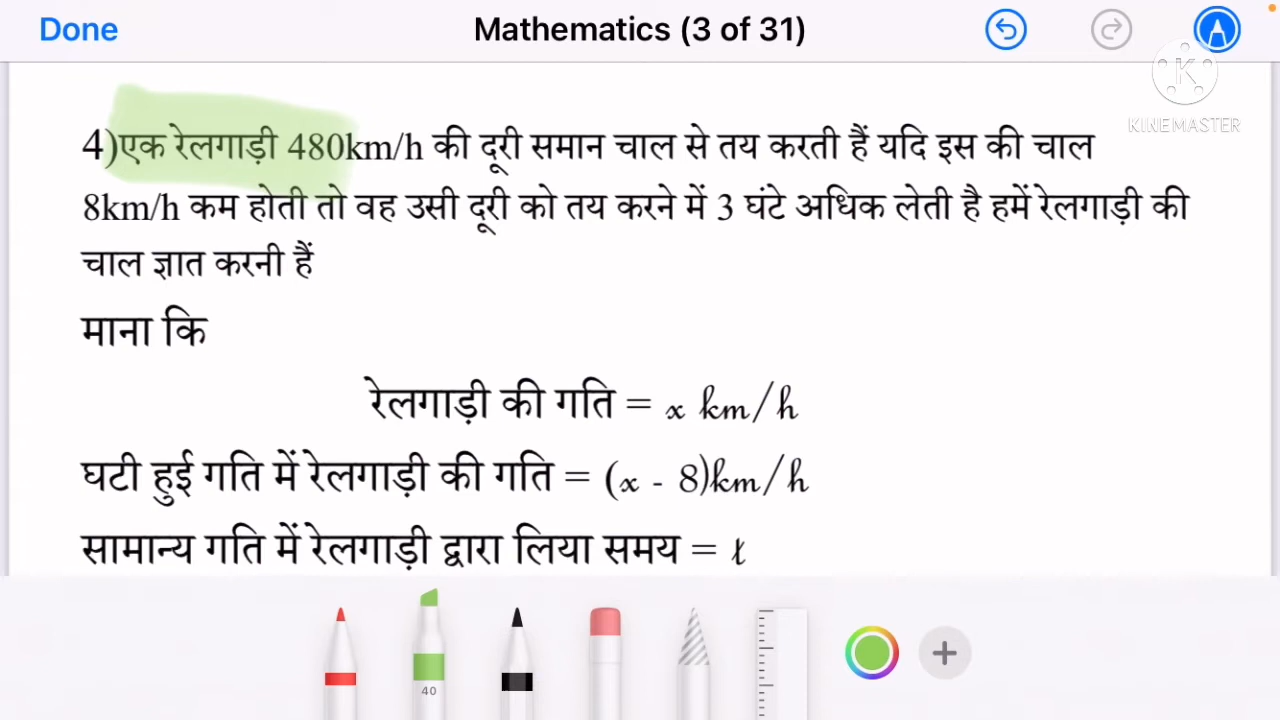 Done
Mathematics (3 of 31)
KINEMASTER
4)एक रेलगाड़ी 480km/h की दूरी समान चाल से तय करती हैं यदि इस की चाल
8km/h कम होती तो वह उसी दूरी को तय करने में 3 घंटे अधिक लेती है हमें रेलगाड़ी की
चाल ज्ञात करनी हैं
माना कि
रेलगाड़ी की गति = x km/h
घटी हुई गति में रेलगाड़ी की गति = (x - 8)km/h
सामान्य गति में रेलगाड़ी द्वारा लिया समय = t
40